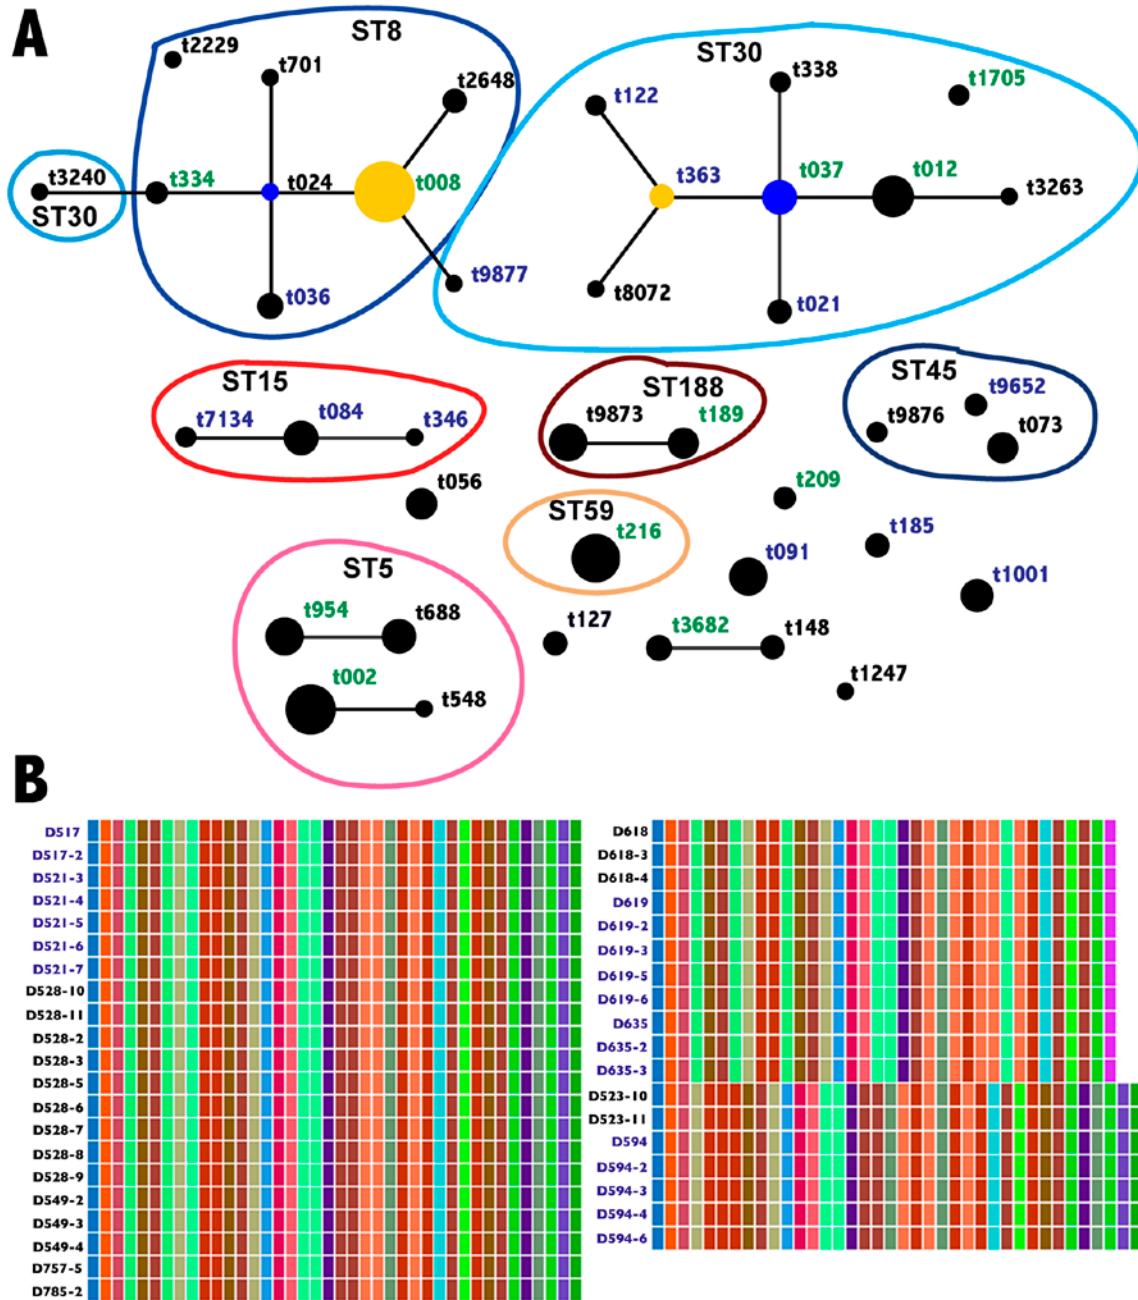 A
ST8
ST30
t2229
t701
t2648
t338
t1705
t122
t3240
t334
t024
t008
t363
t037
t012
t3263
ST30
t036
t9877
t8072
t021
ST15
ST188
ST45
t7134
t084
t346
t9873
t189
t9652
t9876
t073
t056
t209
ST59
t216
t185
t091
t1001
ST5
t954
t688
t127
t3682
t148
t002
t548
t1247
B
D517
D517-2
D521-3
D521-4
D521-5
D521-6
D521-7
D528-10
D528-11
D528-2
D528-3
D528-5
D528-6
D528-7
D528-8
D528-9
D549-2
D549-3
D549-4
D757-5
D785-2
D618
D618-3
D618-4
D619
D619-2
D619-3
D619-5
D619-6
D635
D635-2
D635-3
D523-10
D523-11
D594
D594-2
D594-3
D594-4
D594-6